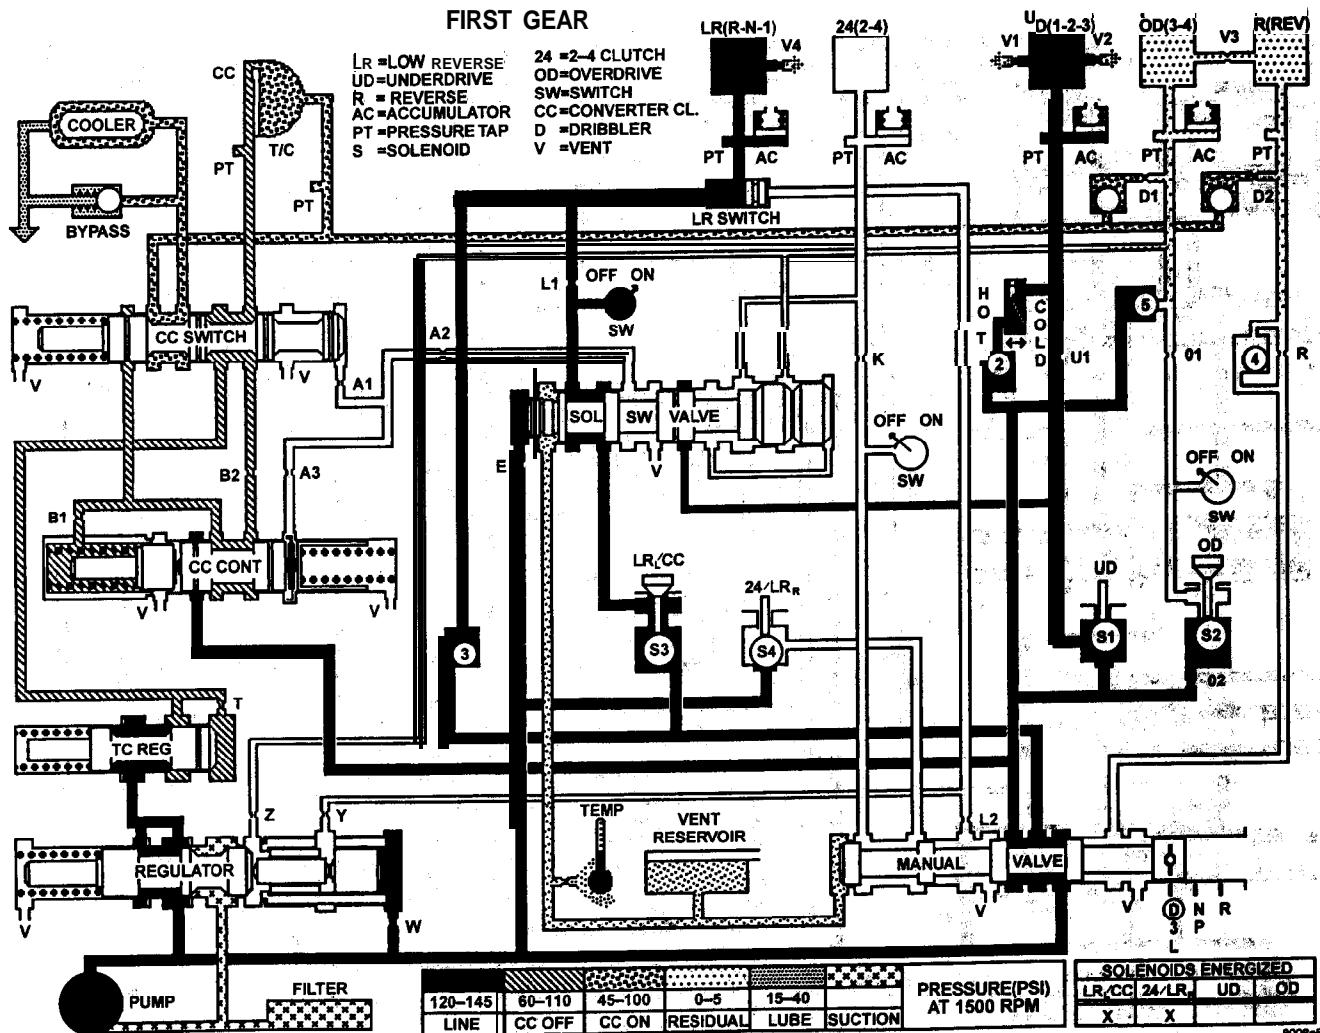 FIRST GEAR
LR =LOW REVERSE
UD=UNDERDRIVE
R = REVERSE
AC=ACCUMULATOR
PT =PRESSURE TAP
S =SOLENOID
24 =2-4 CLUTCH
OD=OVERDRIVE
SW=SWITCH
CC=CONVERTER CL.
D =DRIBBLER
V =VENT
LR(R-N-1)
V4
24(2-4)
UD(1-2-3)
V1
V2
OD(3-4)
V3
R(REV)
CC
COOLER
T/C
PT
PT
BYPASS
PT
AC
PT
AC
PT
AC
PT
AC
PT
D1
D2
LR SWITCH
L1
OFF ON
SW
A2
HOT
COLD
5
2
U1
01
4
R
K
CC SWITCH
V
V
A1
SOL
SW
VALVE
E
V
OFF ON
SW
OFF ON
SW
B2
A3
B1
CC CONT
V
V
LR/CC
24/LRR
UD
OD
3
S3
S4
S1
S2
02
T
TC REG
Z
Y
TEMP
VENT
RESERVOIR
L2
REGULATOR
MANUAL
VALVE
V
W
V
V
D
N
R
3
P
L
PUMP
FILTER
120-145
60-110
45-100
0-5
15-40
LINE
CC OFF
CC ON
RESIDUAL
LUBE
SUCTION
PRESSURE(PSI)
AT 1500 RPM
SOLENOIDS ENERGIZED
LR/CC
24/LR
UD
OD
X
X